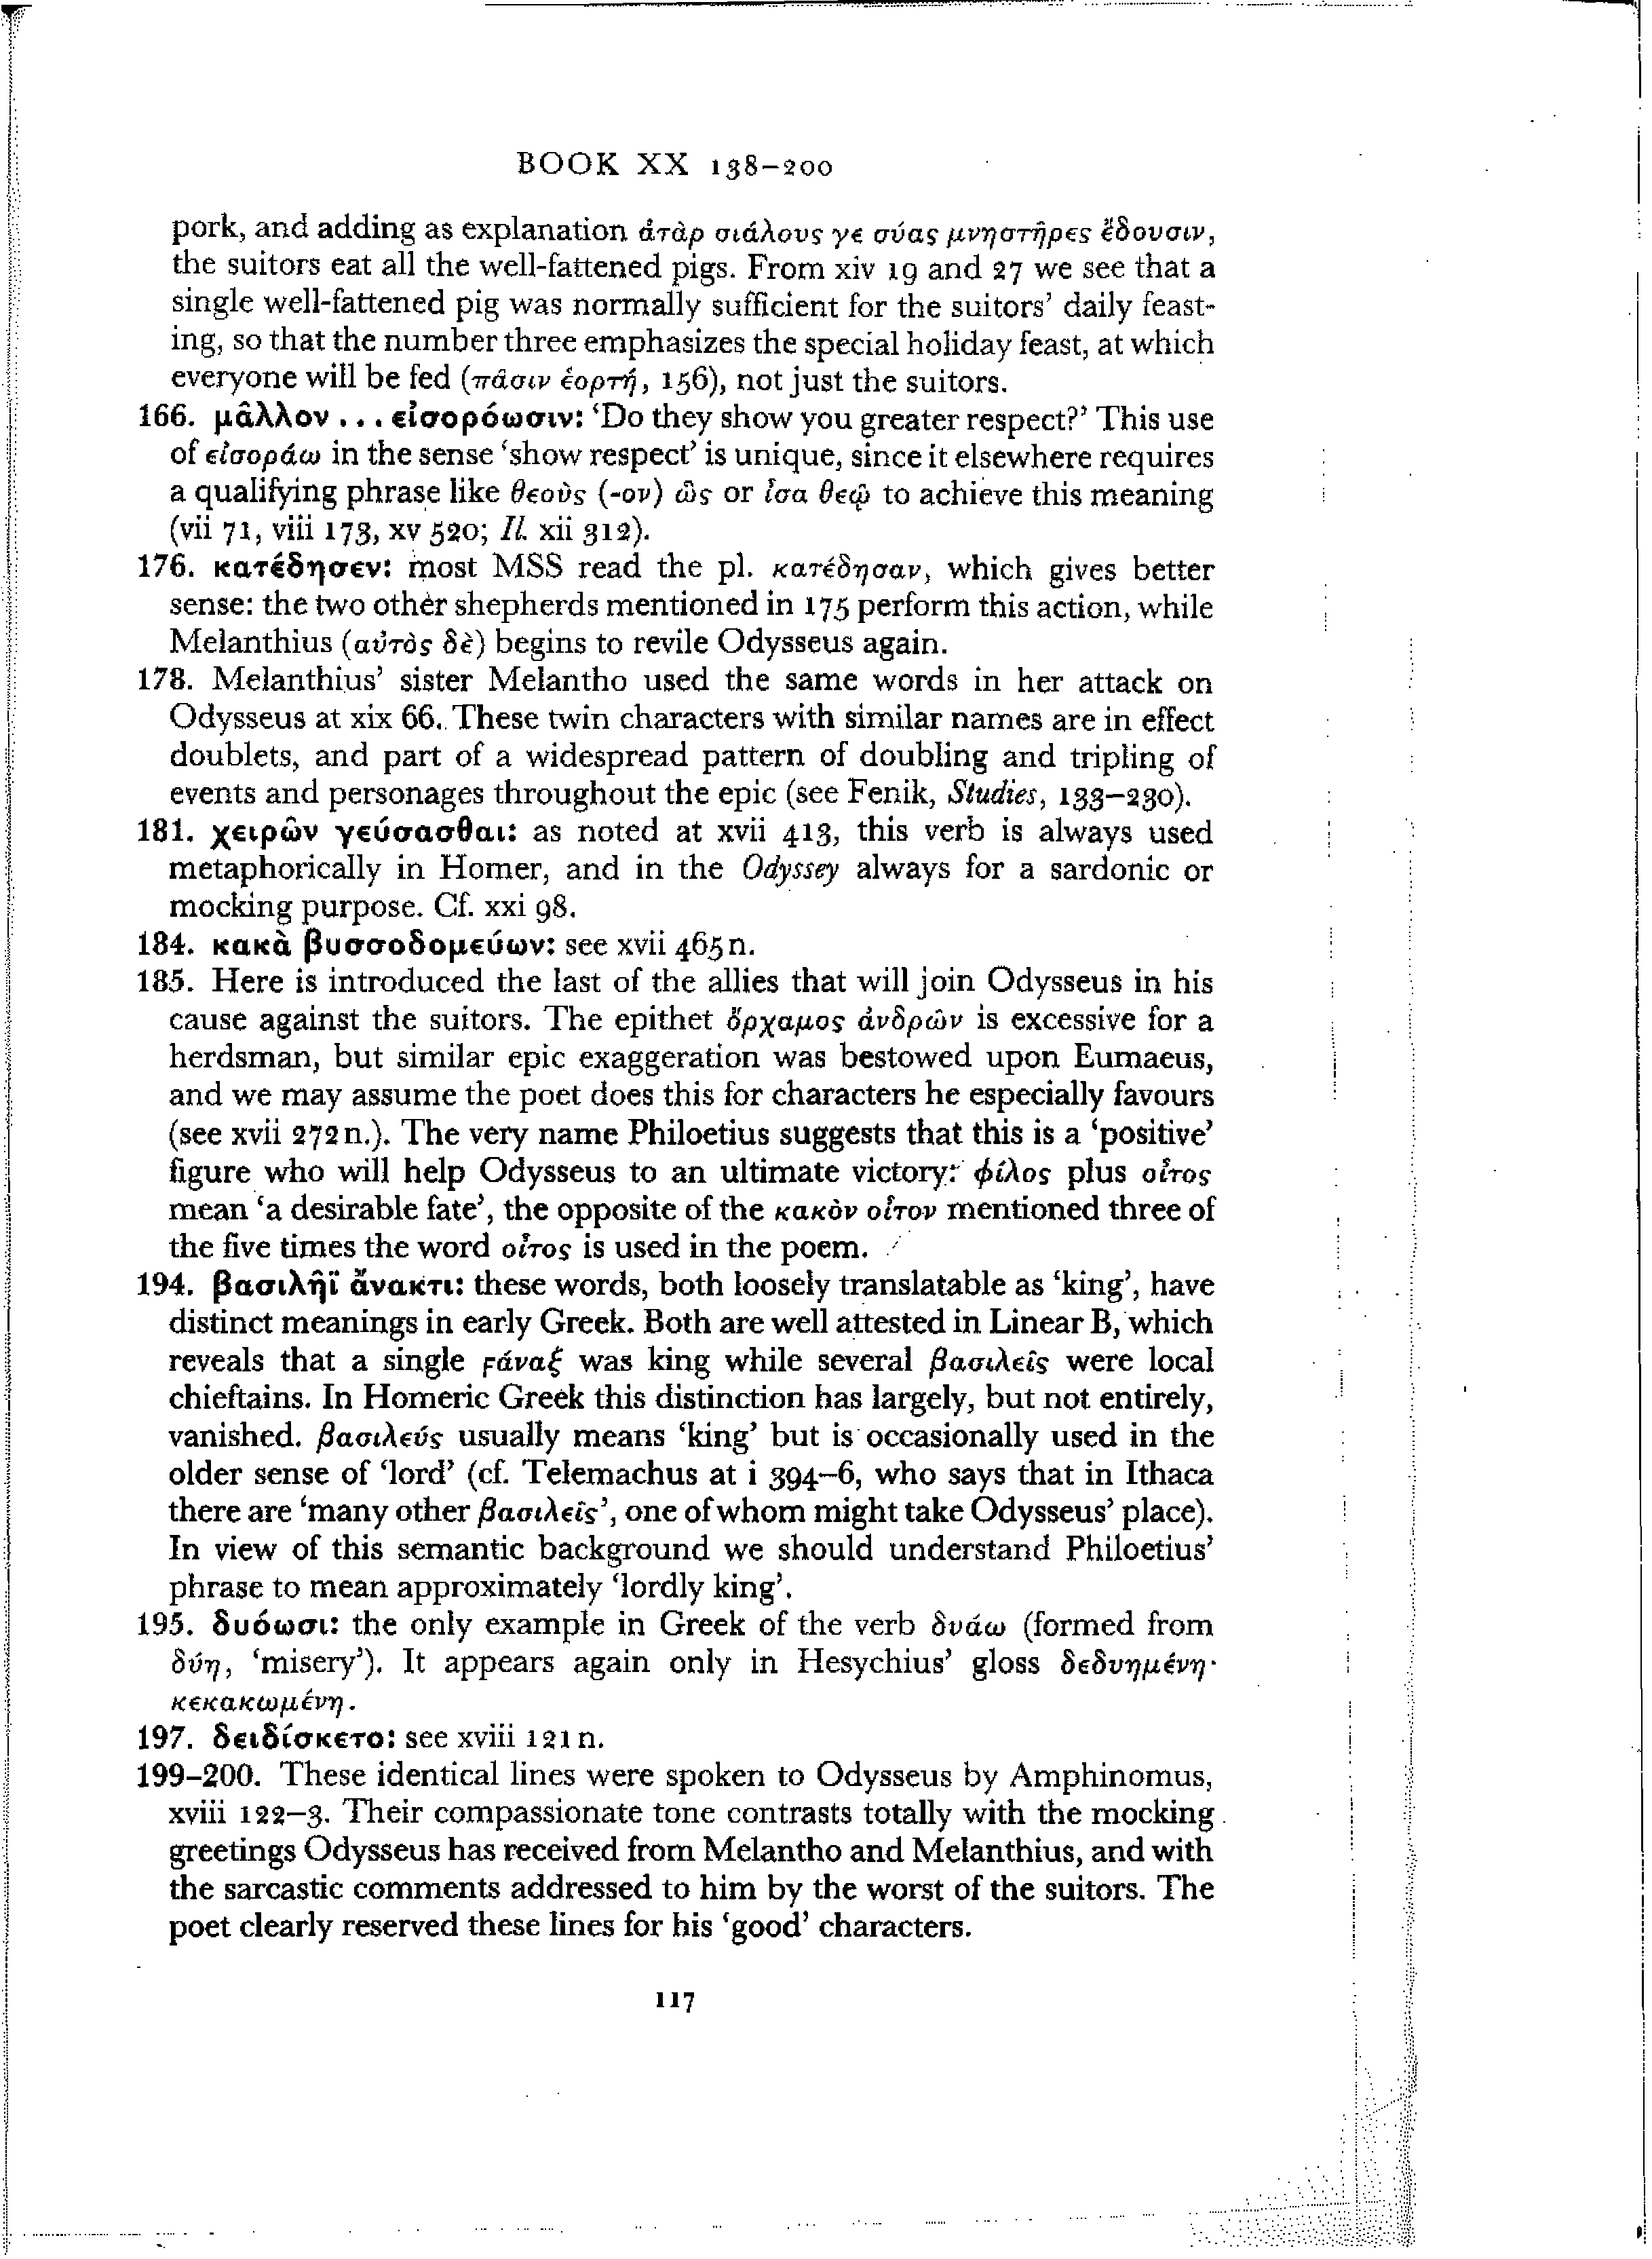 BOOK XX 138–200
pork, and adding as explanation ἀτὰρ σιάλους γε σύας μνηστῆρες ἔδουσιν,
the suitors eat all the well-fattened pigs. From xiv 19 and 27 we see that a
single well-fattened pig was normally sufficient for the suitors' daily feast-
ing, so that the number three emphasizes the special holiday feast, at which
everyone will be fed (πᾶσιν ἑορτή, 156), not just the suitors.
166. μᾶλλον . . . εἰσορόωσιν: 'Do they show you greater respect?' This use
of εἰσοράω in the sense 'show respect' is unique, since it elsewhere requires
a qualifying phrase like θεοὺς (-ον) ὣς or ἶσα θεῷ to achieve this meaning
(vii 71, viii 173, xv 520; Il. xii 312).
176. κατέδησεν: most MSS read the pl. κατέδησαν, which gives better
sense: the two other shepherds mentioned in 175 perform this action, while
Melanthius (αὐτὸς δὲ) begins to revile Odysseus again.
178. Melanthius' sister Melantho used the same words in her attack on
Odysseus at xix 66. These twin characters with similar names are in effect
doublets, and part of a widespread pattern of doubling and tripling of
events and personages throughout the epic (see Fenik, Studies, 133–230).
181. χειρῶν γεύσασθαι: as noted at xvii 413, this verb is always used
metaphorically in Homer, and in the Odyssey always for a sardonic or
mocking purpose. Cf. xxi 98.
184. κακὰ βυσσοδομεύων: see xvii 465 n.
185. Here is introduced the last of the allies that will join Odysseus in his
cause against the suitors. The epithet ὄρχαμος ἀνδρῶν is excessive for a
herdsman, but similar epic exaggeration was bestowed upon Eumaeus,
and we may assume the poet does this for characters he especially favours
(see xvii 272 n.). The very name Philoetius suggests that this is a 'positive'
figure who will help Odysseus to an ultimate victory: φίλος plus οἶτος
mean 'a desirable fate', the opposite of the κακὸν οἶτον mentioned three of
the five times the word οἶτος is used in the poem.
194. βασιλῆϊ ἄνακτι: these words, both loosely translatable as 'king', have
distinct meanings in early Greek. Both are well attested in Linear B, which
reveals that a single ϝάναξ was king while several βασιλεῖς were local
chieftains. In Homeric Greek this distinction has largely, but not entirely,
vanished. βασιλεύς usually means 'king' but is occasionally used in the
older sense of 'lord' (cf. Telemachus at i 394–6, who says that in Ithaca
there are 'many other βασιλεῖς', one of whom might take Odysseus' place).
In view of this semantic background we should understand Philoetius'
phrase to mean approximately 'lordly king'.
195. δυόωσι: the only example in Greek of the verb δυάω (formed from
δύη, 'misery'). It appears again only in Hesychius' gloss δεδυημένη·
κεκακωμένη.
197. δειδίσκετο: see xviii 121 n.
199–200. These identical lines were spoken to Odysseus by Amphinomus,
xviii 122–3. Their compassionate tone contrasts totally with the mocking
greetings Odysseus has received from Melantho and Melanthius, and with
the sarcastic comments addressed to him by the worst of the suitors. The
poet clearly reserved these lines for his 'good' characters.
117